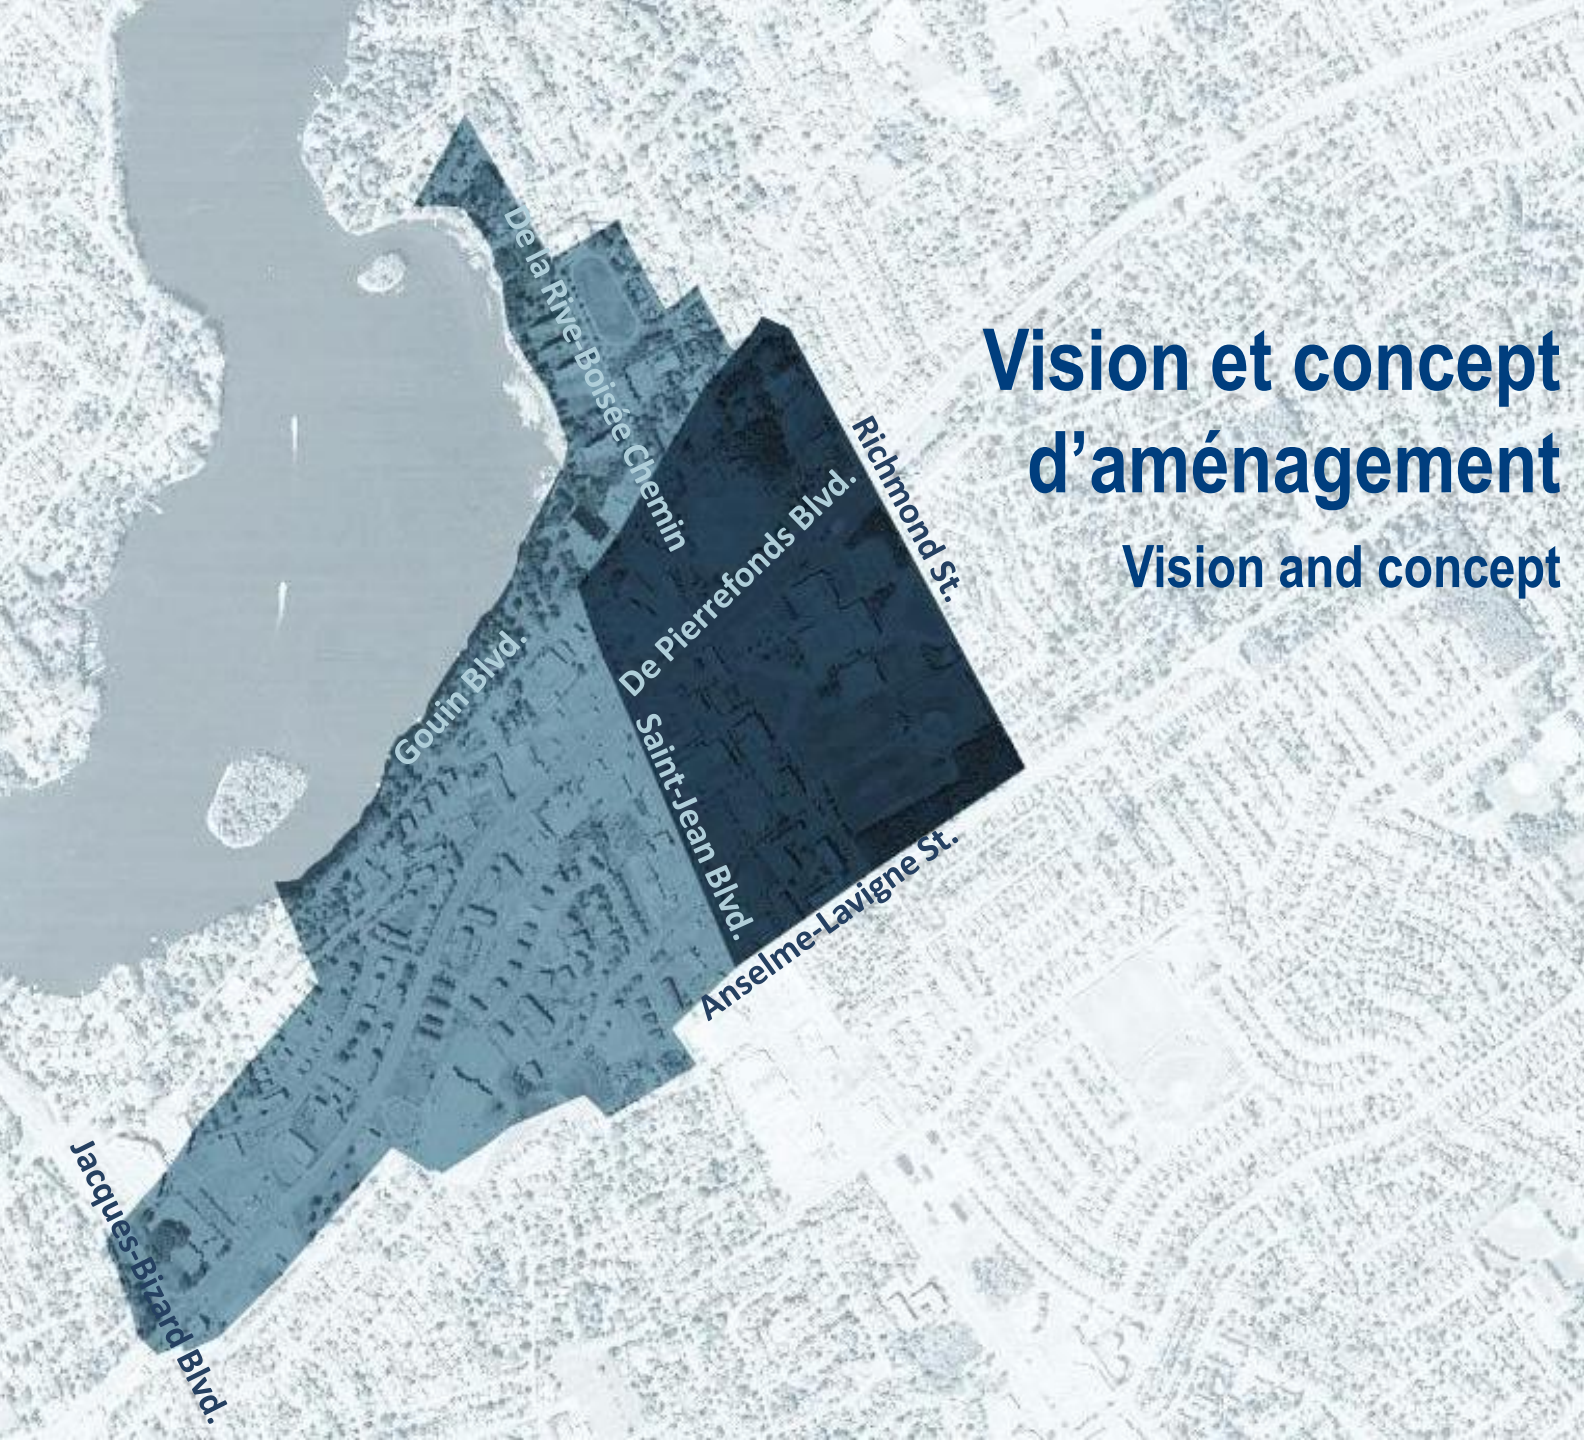 De la Rive-Boisée Chemin
Vision et concept
d’aménagement
Vision and concept
Richmond St.
De Pierrefonds Blvd.
Gouin Blvd.
Saint-Jean Blvd.
Anselme-Lavigne St.
Jacques-Bizard Blvd.